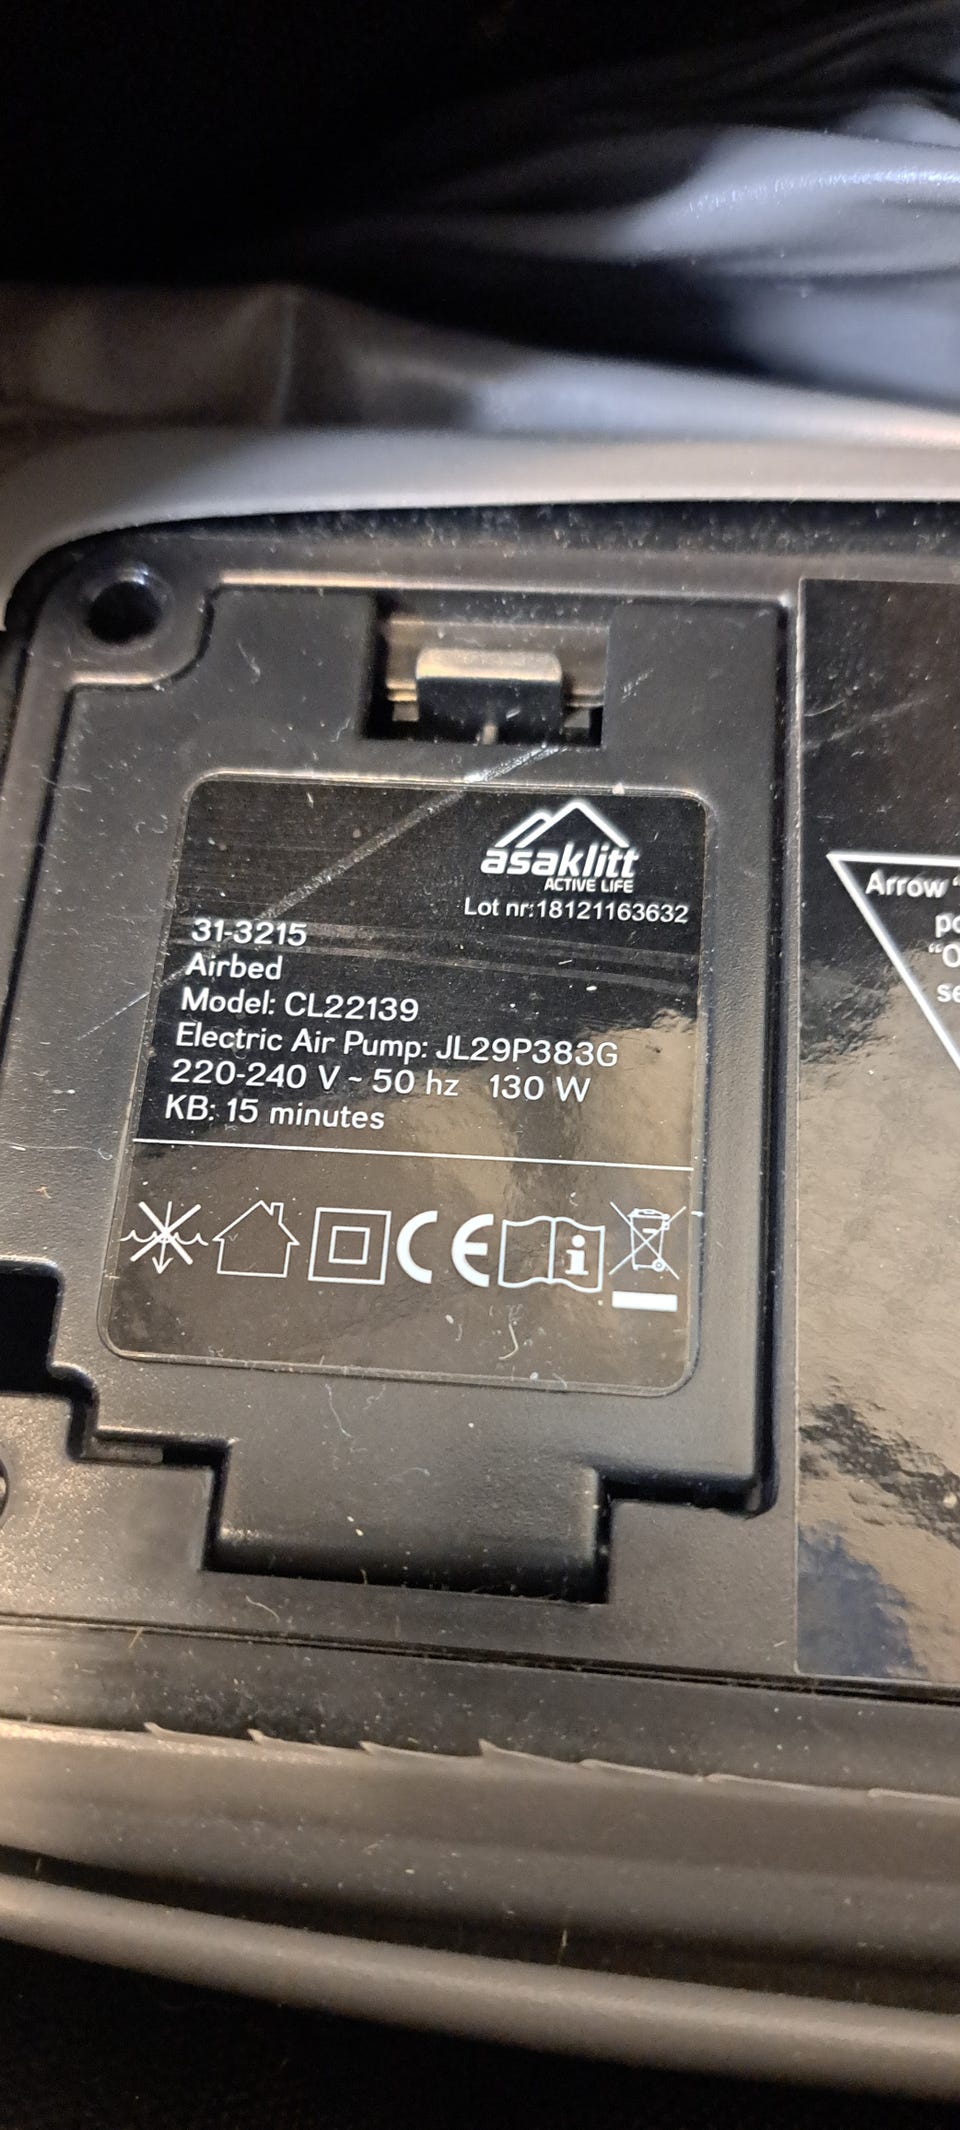 asaklitt
ACTIVE LIFE
Lot nr:18121163632
31-3215
Airbed
Model: CL22139
Electric Air Pump: JL29P383G
220-240 V ~ 50 hz 130 W
KB: 15 minutes
CE
i
Arrow "
"O